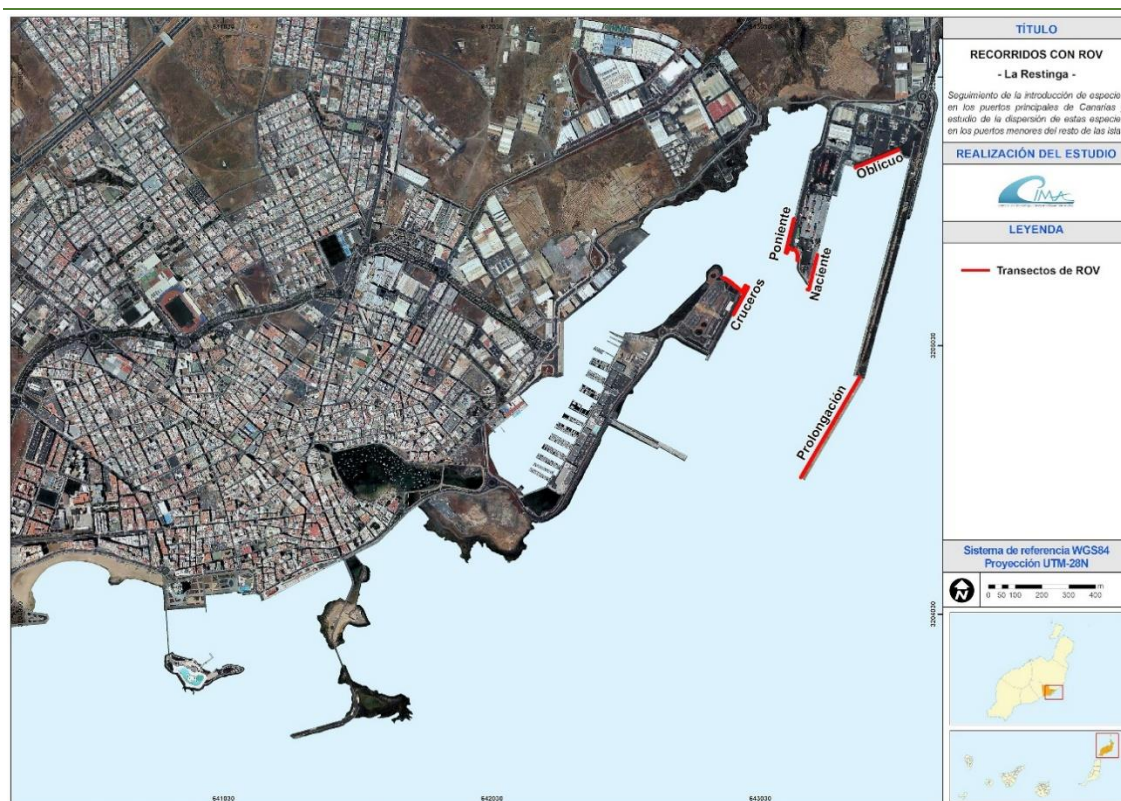 TÍTULO
RECORRIDOS CON ROV
- La Restinga -
Seguimiento de la introducción de especie
en los puertos principales de Canarias
estudio de la dispersión de estas especie
en los puertos menores del resto de las isla
REALIZACIÓN DEL ESTUDIO
CIMA
LEYENDA
Transectos de ROV
Oblicuo
Poniente
Naciente
Cruceros
Prolongación
3205030
3204030
641030
642030
643030
Sistema de referencia WGS84
Proyección UTM-28N
m
0 50 100 200 300 400